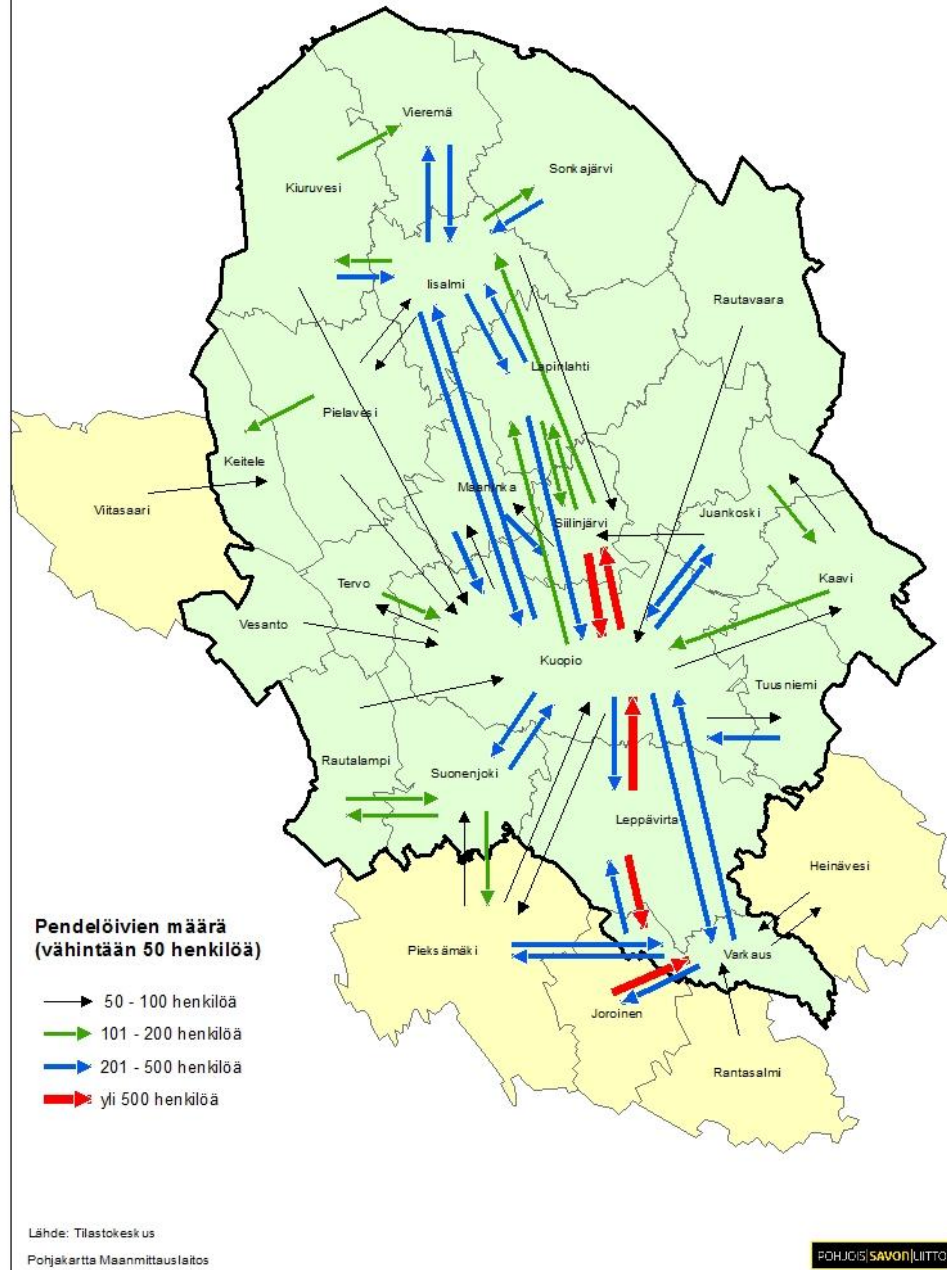 Vieremä
Sonkajärvi
Kiuruvesi
Iisalmi
Rautavaara
Lapinlahti
Pielavesi
Keitele
Maaninka
Viitasaari
Siilinjärvi
Juankoski
Tervo
Kaavi
Vesanto
Kuopio
Tuusniemi
Rautalampi
Suonenjoki
Leppävirta
Heinävesi
Pieksämäki
Varkaus
Joroinen
Rantasalmi
Pendelöivien määrä
(vähintään 50 henkilöä)
50 - 100 henkilöä
101 - 200 henkilöä
201 - 500 henkilöä
yli 500 henkilöä
Lähde: Tilastokeskus
Pohjakartta Maanmittauslaitos
POHJOIS|SAVON|LIITTO